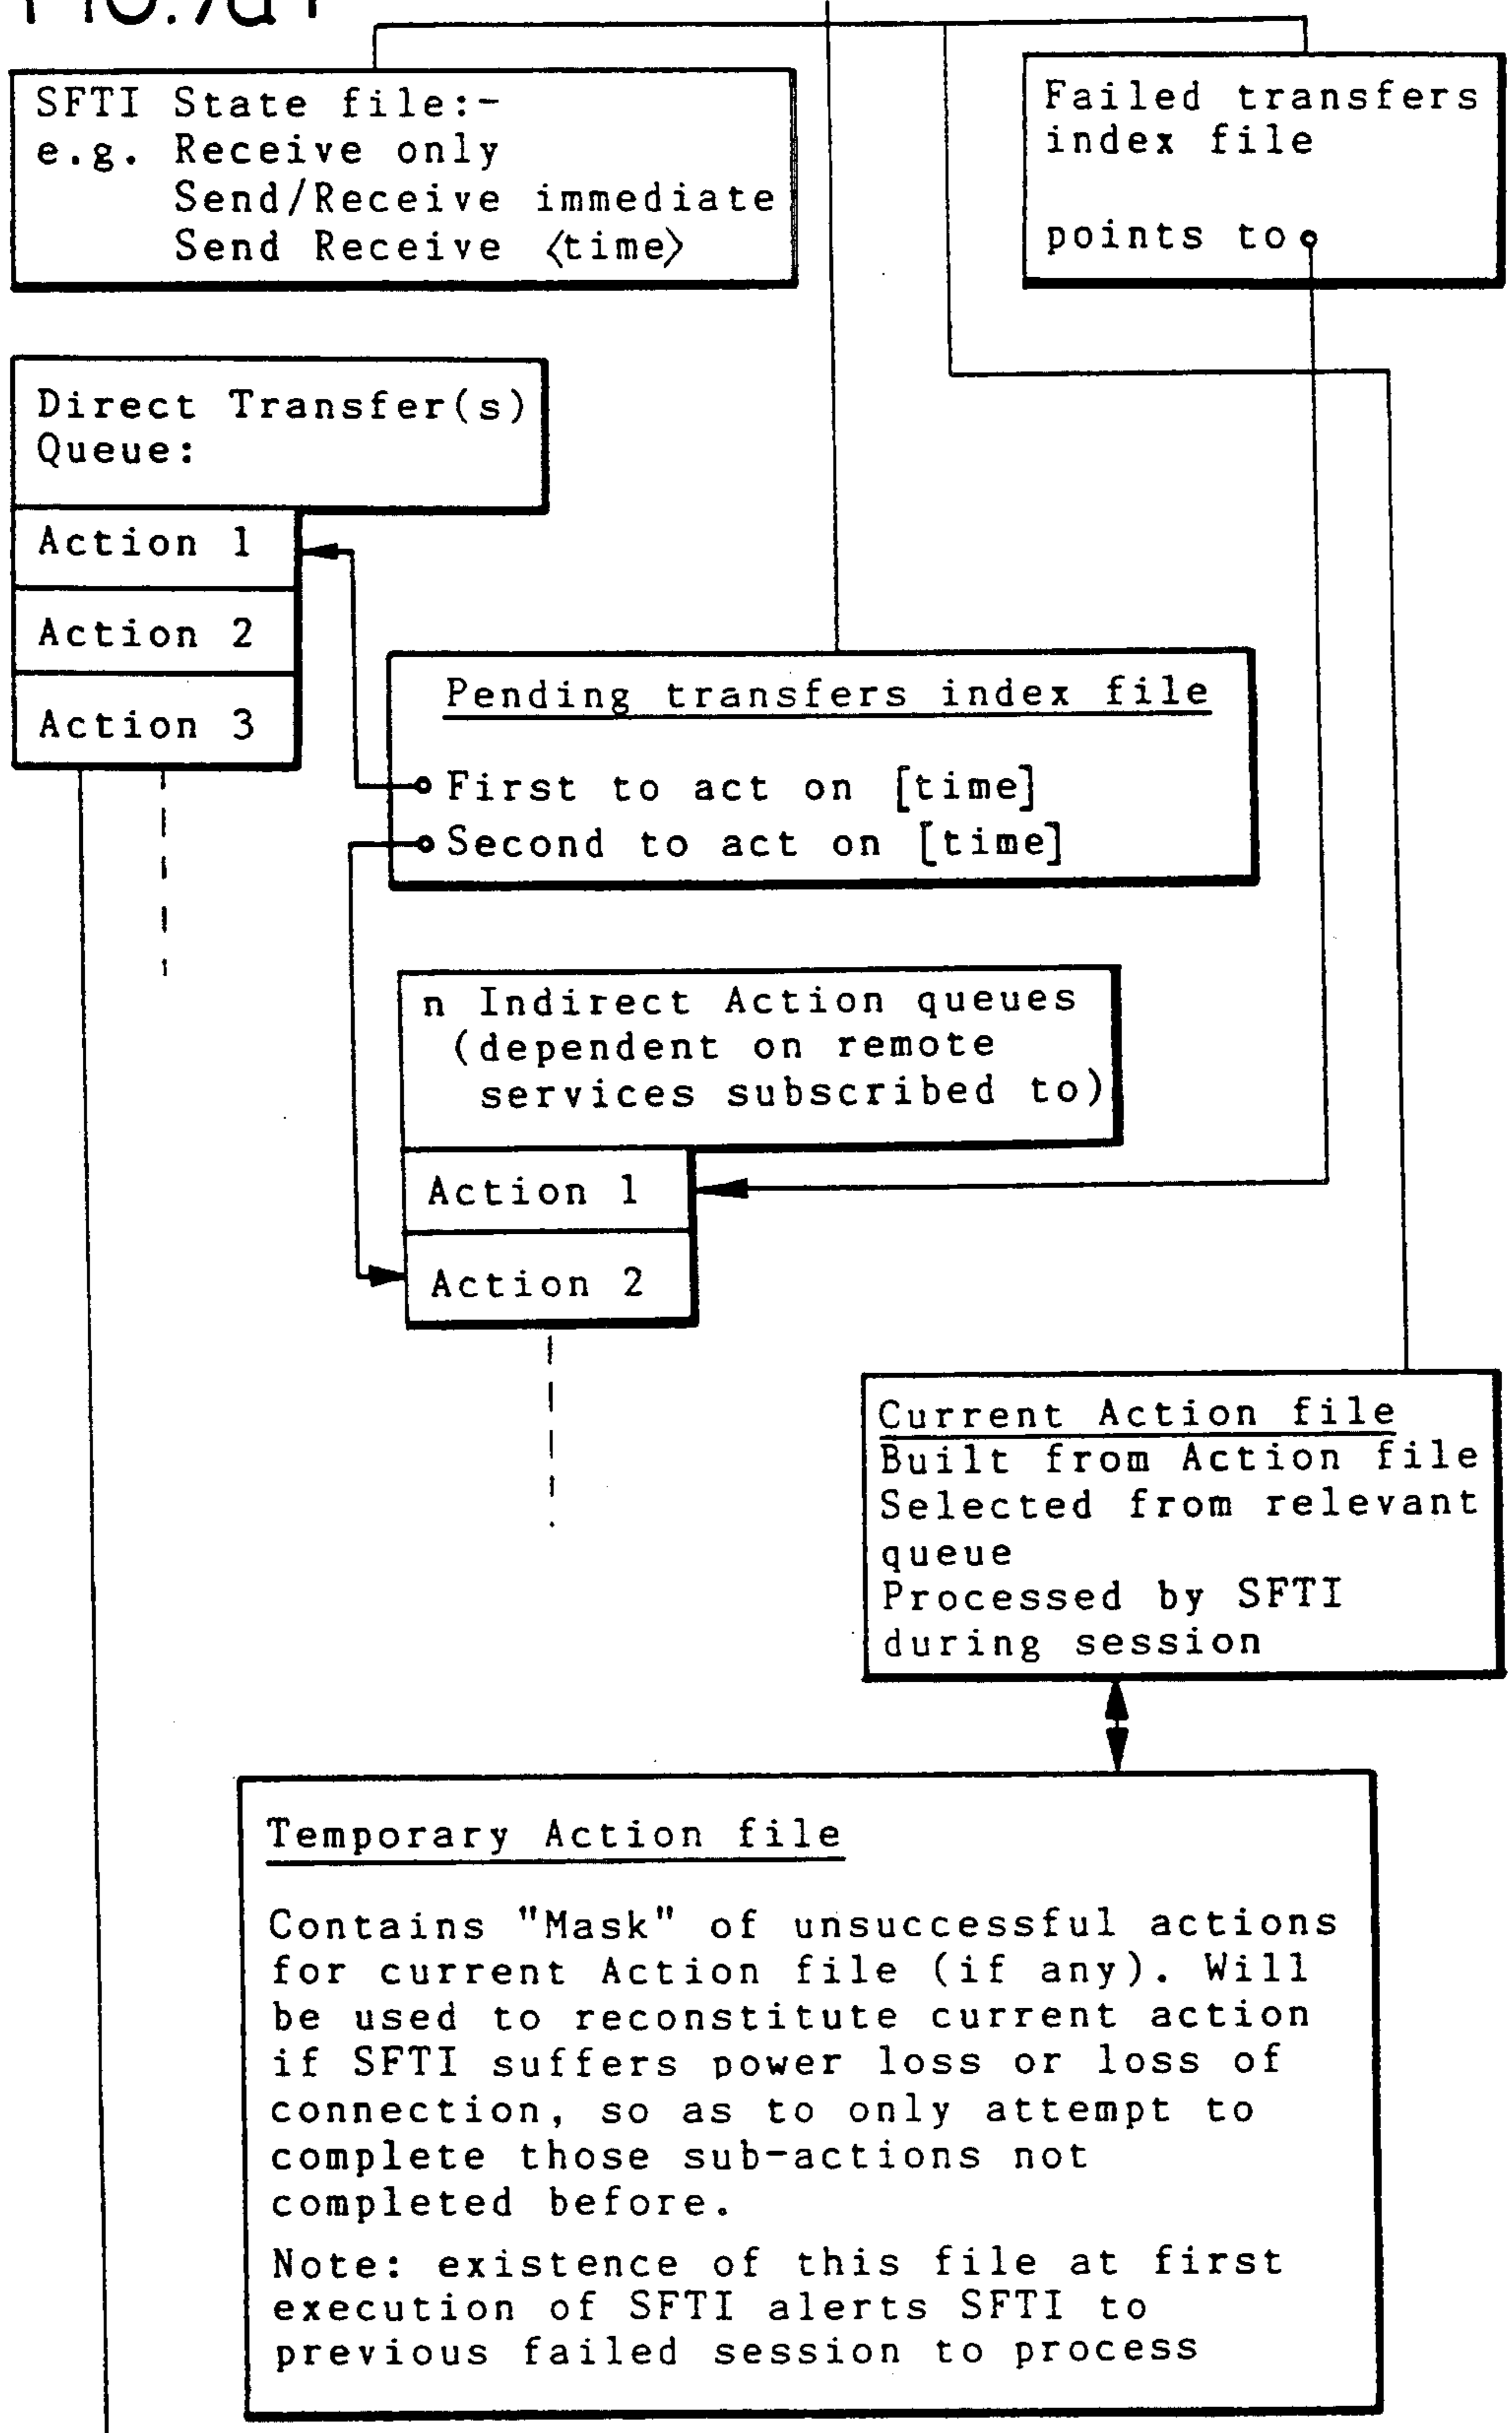 SFTI State file:-
e.g. Receive only
Send/Receive immediate
Send Receive 〈time〉
Failed transfers
index file
points to
Direct Transfer(s)
Queue:
Action 1
Action 2
Action 3
Pending transfers index file
First to act on [time]
Second to act on [time]
n Indirect Action queues
(dependent on remote
services subscribed to)
Action 1
Action 2
Current Action file
Built from Action file
Selected from relevant
queue
Processed by SFTI
during session
Temporary Action file
Contains "Mask" of unsuccessful actions
for current Action file (if any). Will
be used to reconstitute current action
if SFTI suffers power loss or loss of
connection, so as to only attempt to
complete those sub-actions not
completed before.
Note: existence of this file at first
execution of SFTI alerts SFTI to
previous failed session to process